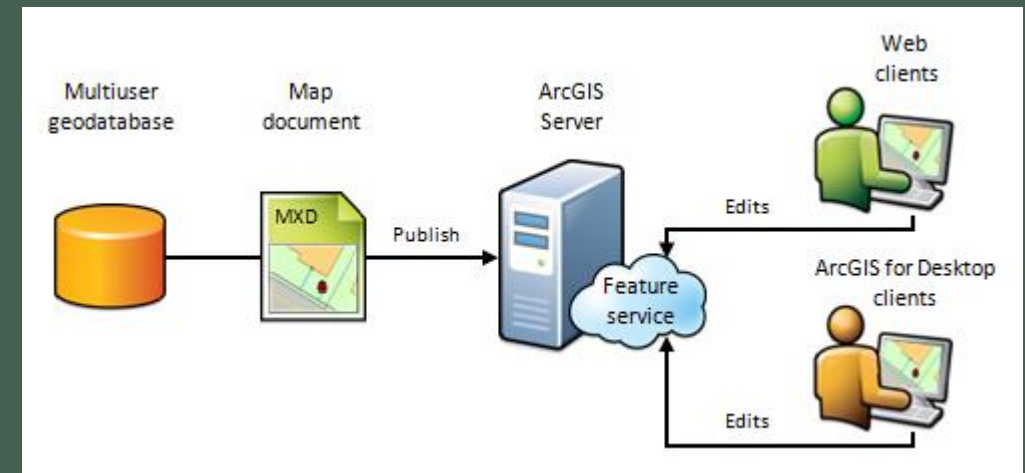 Multiuser
geodatabase
Map
document
MXD
Publish
ArcGIS
Server
Feature
service
Web
clients
Edits
ArcGIS for Desktop
clients
Edits